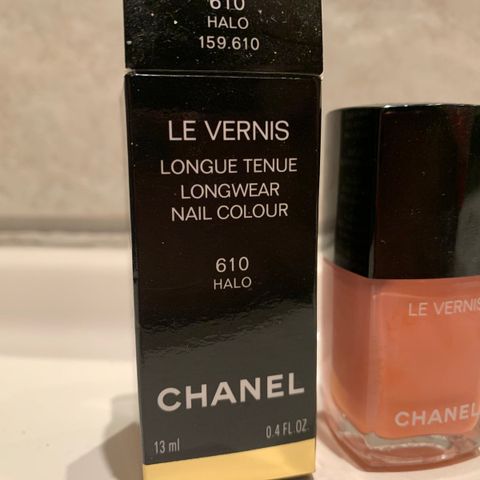 610
HALO
159.610
LE VERNIS
LONGUE TENUE
LONGWEAR
NAIL COLOUR
610
HALO
CHANEL
13 ml 0.4 FL.OZ.
LE VERNIS
CHANEL